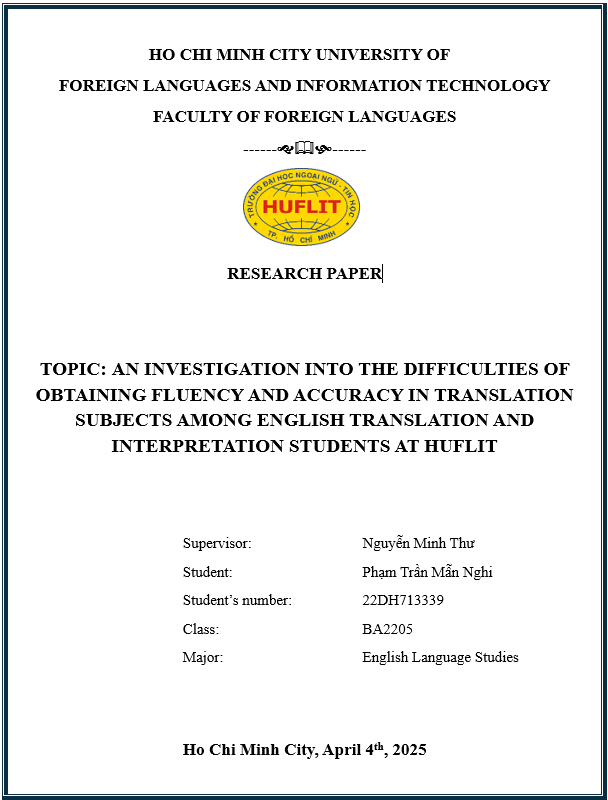 HO CHI MINH CITY UNIVERSITY OF
FOREIGN LANGUAGES AND INFORMATION TECHNOLOGY
FACULTY OF FOREIGN LANGUAGES
TRƯỜNG ĐẠI HỌC NGOẠI NGỮ - TIN HỌC
HUFLIT
TP. HỒ CHÍ MINH
RESEARCH PAPER
TOPIC: AN INVESTIGATION INTO THE DIFFICULTIES OF
OBTAINING FLUENCY AND ACCURACY IN TRANSLATION
SUBJECTS AMONG ENGLISH TRANSLATION AND
INTERPRETATION STUDENTS AT HUFLIT
Supervisor: Nguyễn Minh Thư
Student: Phạm Trần Mẫn Nghi
Student’s number: 22DH713339
Class: BA2205
Major: English Language Studies
Ho Chi Minh City, April 4th, 2025